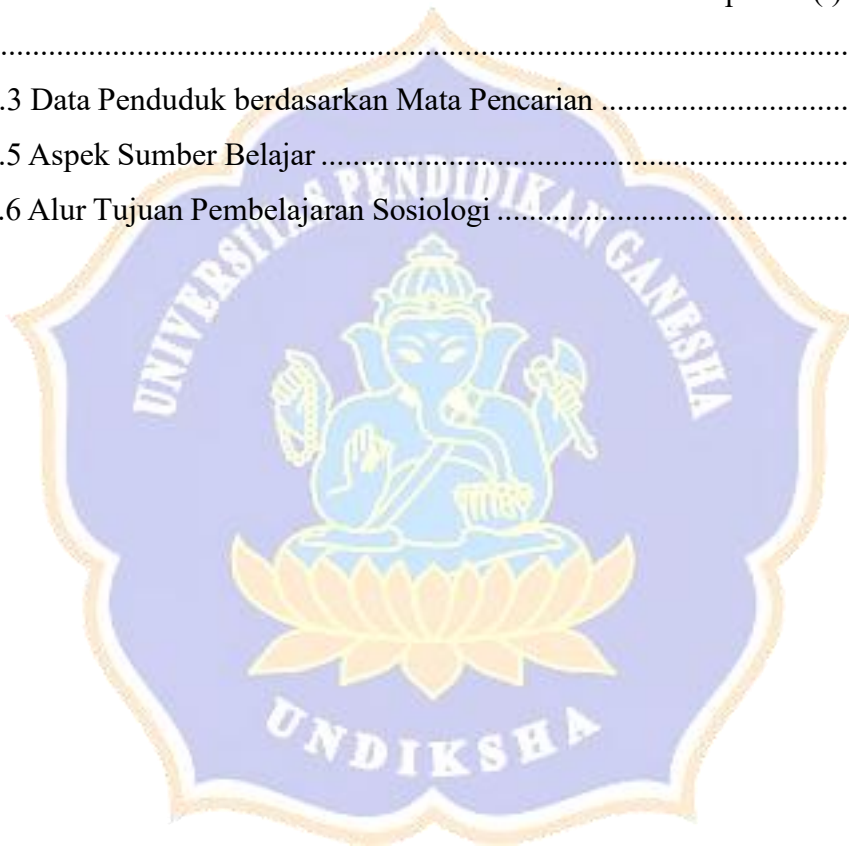 ................................................................................................................
.3 Data Penduduk berdasarkan Mata Pencarian ................................
.5 Aspek Sumber Belajar ....................................................................
.6 Alur Tujuan Pembelajaran Sosiologi .............................................
UNIVERSITAS PENDIDIKAN GANESHA
UNDIKSHA